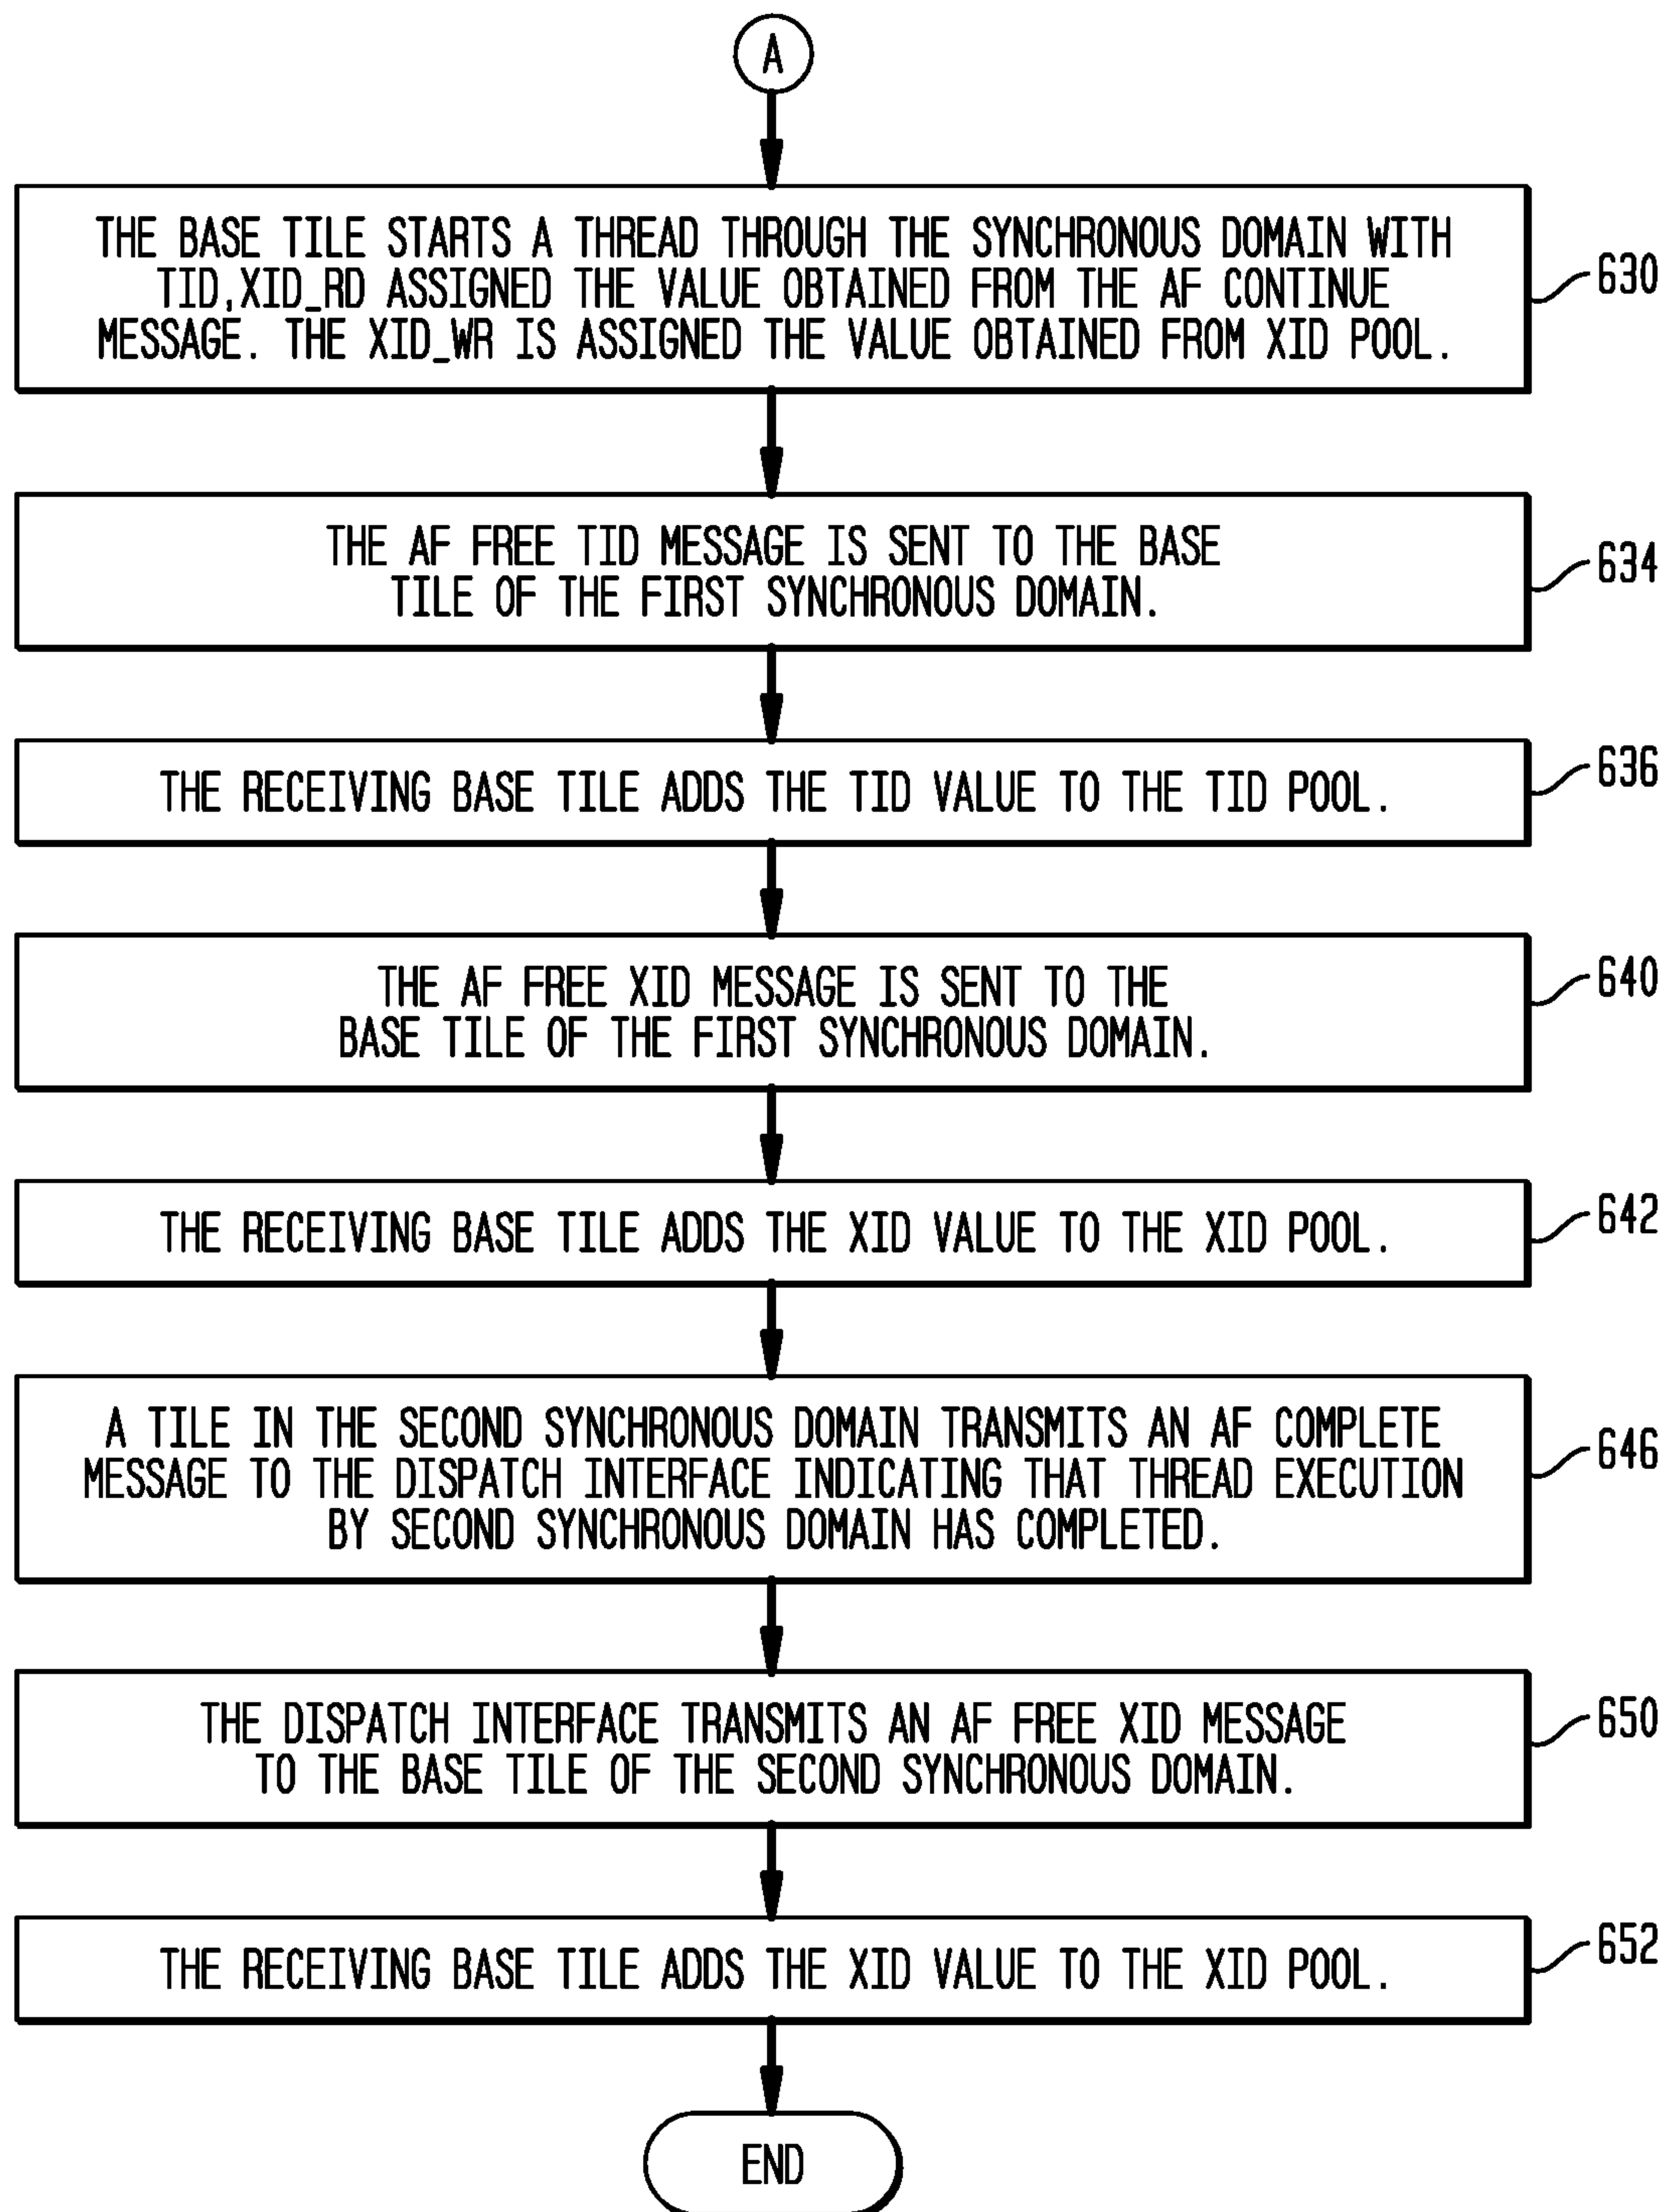 A
THE BASE TILE STARTS A THREAD THROUGH THE SYNCHRONOUS DOMAIN WITH
TID,XID_RD ASSIGNED THE VALUE OBTAINED FROM THE AF CONTINUE
MESSAGE. THE XID_WR IS ASSIGNED THE VALUE OBTAINED FROM XID POOL.
630
THE AF FREE TID MESSAGE IS SENT TO THE BASE
TILE OF THE FIRST SYNCHRONOUS DOMAIN.
634
THE RECEIVING BASE TILE ADDS THE TID VALUE TO THE TID POOL.
636
THE AF FREE XID MESSAGE IS SENT TO THE
BASE TILE OF THE FIRST SYNCHRONOUS DOMAIN.
640
THE RECEIVING BASE TILE ADDS THE XID VALUE TO THE XID POOL.
642
A TILE IN THE SECOND SYNCHRONOUS DOMAIN TRANSMITS AN AF COMPLETE
MESSAGE TO THE DISPATCH INTERFACE INDICATING THAT THREAD EXECUTION
BY SECOND SYNCHRONOUS DOMAIN HAS COMPLETED.
646
THE DISPATCH INTERFACE TRANSMITS AN AF FREE XID MESSAGE
TO THE BASE TILE OF THE SECOND SYNCHRONOUS DOMAIN.
650
THE RECEIVING BASE TILE ADDS THE XID VALUE TO THE XID POOL.
652
END